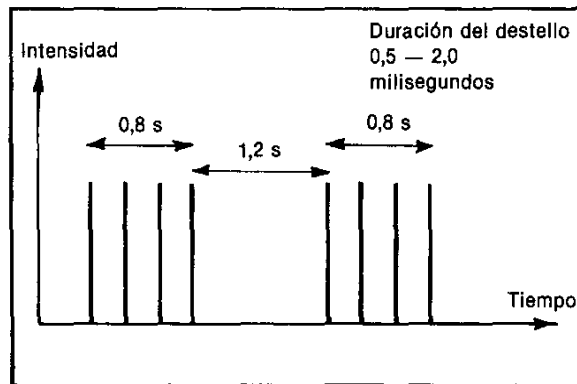 Duración del destello
0,5 — 2,0
milisegundos
Intensidad
0,8 s
1,2 s
0,8 s
Tiempo